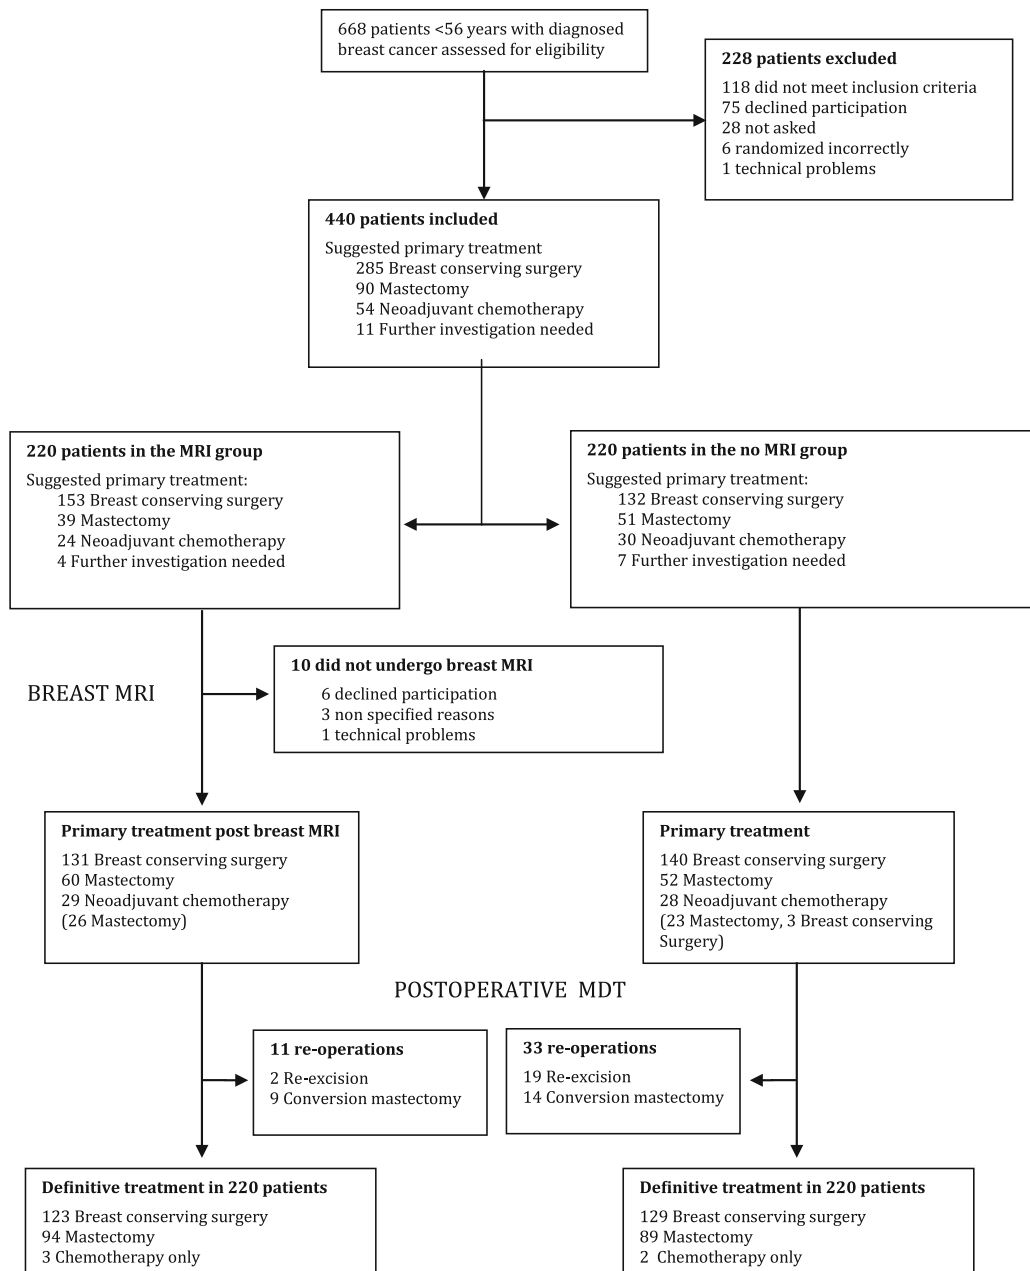 668 patients <56 years with diagnosed
breast cancer assessed for eligibility
228 patients excluded
118 did not meet inclusion criteria
75 declined participation
28 not asked
6 randomized incorrectly
1 technical problems
440 patients included
Suggested primary treatment
285 Breast conserving surgery
90 Mastectomy
54 Neoadjuvant chemotherapy
11 Further investigation needed
220 patients in the MRI group
Suggested primary treatment:
153 Breast conserving surgery
39 Mastectomy
24 Neoadjuvant chemotherapy
4 Further investigation needed
220 patients in the no MRI group
Suggested primary treatment:
132 Breast conserving surgery
51 Mastectomy
30 Neoadjuvant chemotherapy
7 Further investigation needed
BREAST MRI
10 did not undergo breast MRI
6 declined participation
3 non specified reasons
1 technical problems
Primary treatment post breast MRI
131 Breast conserving surgery
60 Mastectomy
29 Neoadjuvant chemotherapy
(26 Mastectomy)
Primary treatment
140 Breast conserving surgery
52 Mastectomy
28 Neoadjuvant chemotherapy
(23 Mastectomy, 3 Breast conserving
Surgery)
POSTOPERATIVE MDT
11 re-operations
2 Re-excision
9 Conversion mastectomy
33 re-operations
19 Re-excision
14 Conversion mastectomy
Definitive treatment in 220 patients
123 Breast conserving surgery
94 Mastectomy
3 Chemotherapy only
Definitive treatment in 220 patients
129 Breast conserving surgery
89 Mastectomy
2 Chemotherapy only